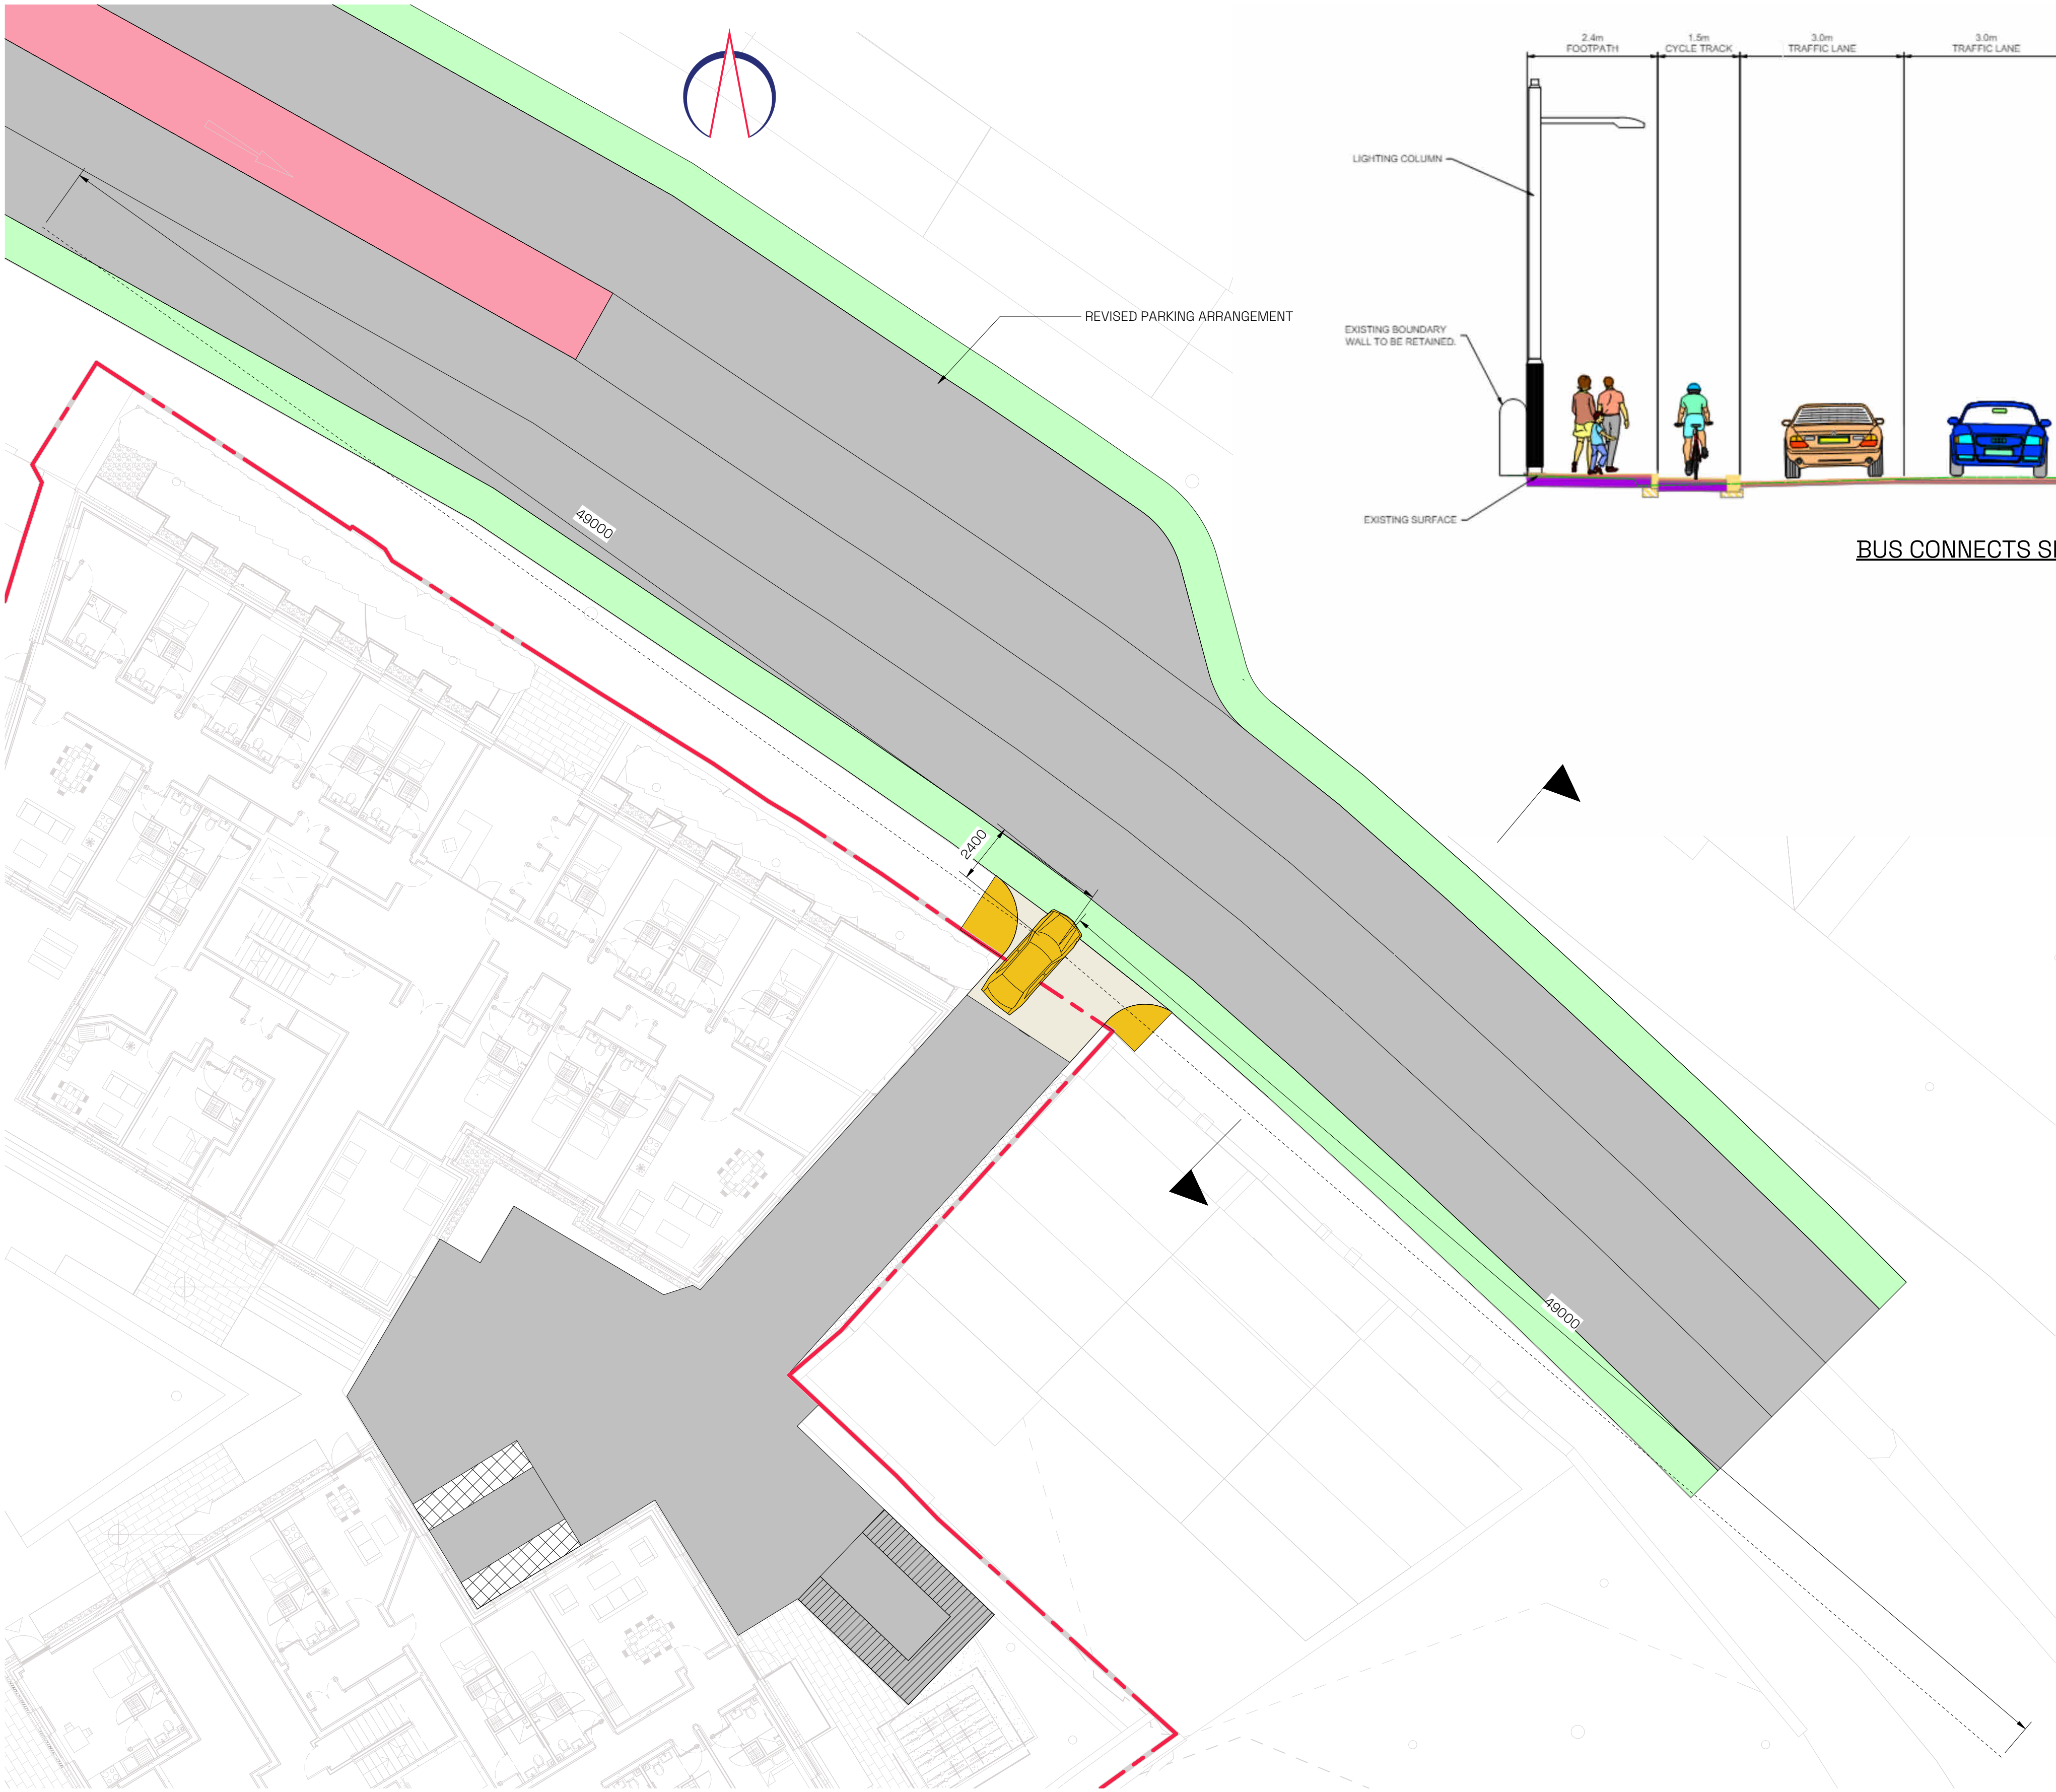 2.4m
FOOTPATH
1.5m
CYCLE TRACK
3.0m
TRAFFIC LANE
3.0m
TRAFFIC LANE
LIGHTING COLUMN
REVISED PARKING ARRANGEMENT
EXISTING BOUNDARY
WALL TO BE RETAINED.
EXISTING SURFACE
BUS CONNECTS
49000
2400
49000